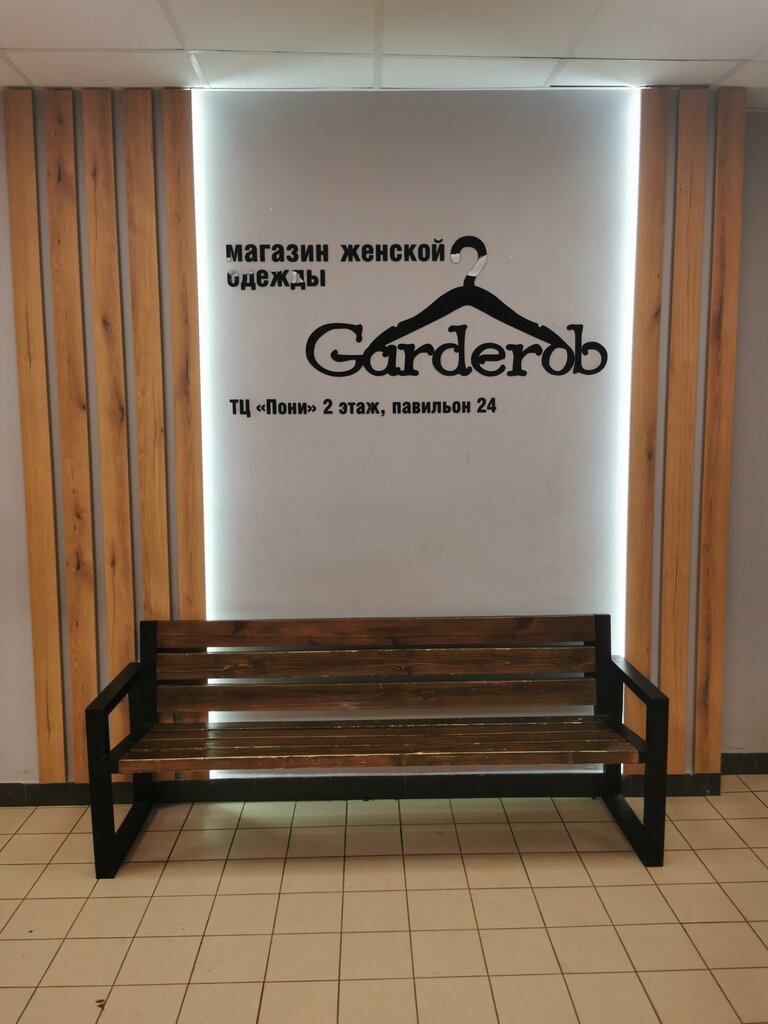 магазин женской
одежды
Garderob
ТЦ «Пони» 2 этаж, павильон 24